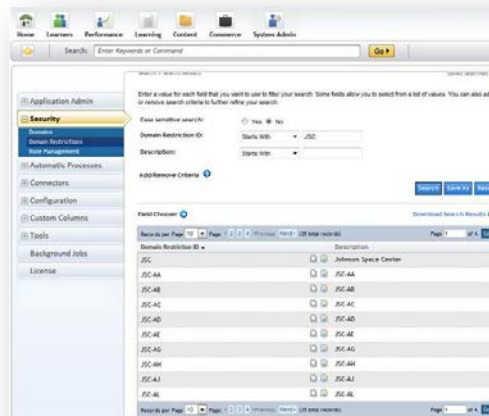 Home Learners Performance Learning Content Commerce System Admin
Search: Enter Keywords or Command Go
Enter a value for each field that you want to use to filter your search. Some fields allow you to select from a list of values. You can also ad
or remove search criteria to further refine your search.
Application Admin
Security
Domains
Domain Restrictions
Role Management
Automatic Processes
Connectors
Configuration
Custom Columns
Tools
Background Jobs
License
Case sensitive search: Yes No
Domain Restriction ID: Starts With JSC
Description: Starts With
Add/Remove Criteria
Search Save As
Field Chooser Download Search Results
Records per Page 10 Page: 1 2 3 4 Previous Next> (35 total records) Page 1 of 4
Domain Restriction ID Description
JSC Johnson Space Center
JSC-AA JSC-AA
JSC-AB JSC-AB
JSC-AC JSC-AC
JSC-AD JSC-AD
JSC-AE JSC-AE
JSC-AG JSC-AG
JSC-AH JSC-AH
JSC-AJ JSC-AJ
JSC-AL JSC-AL
Records per Page 10 Page: 1 2 3 4 Previous Next> (35 total records) Page 1 of 4